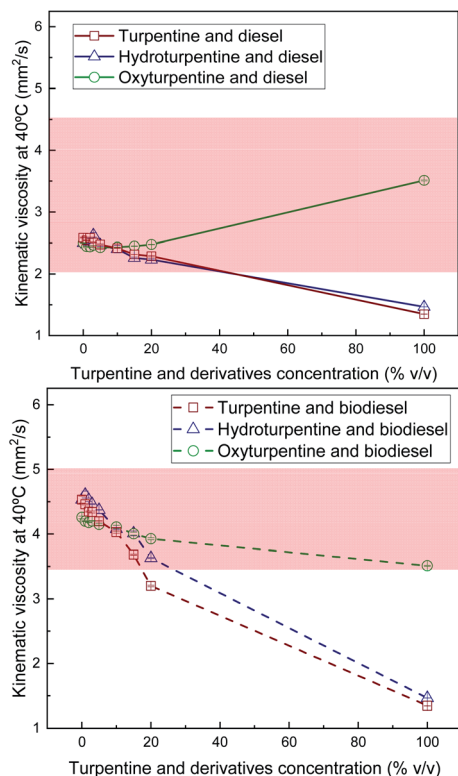 6
5
4
3
2
1
Kinematic viscosity at 40ºC (mm²/s)
Turpentine and diesel
Hydroturpentine and diesel
Oxyturpentine and diesel
0 20 40 60 80 100
Turpentine and derivatives concentration (% v/v)
6
5
4
3
2
1
Kinematic viscosity at 40ºC (mm²/s)
Turpentine and biodiesel
Hydroturpentine and biodiesel
Oxyturpentine and biodiesel
0 20 40 60 80 100
Turpentine and derivatives concentration (% v/v)